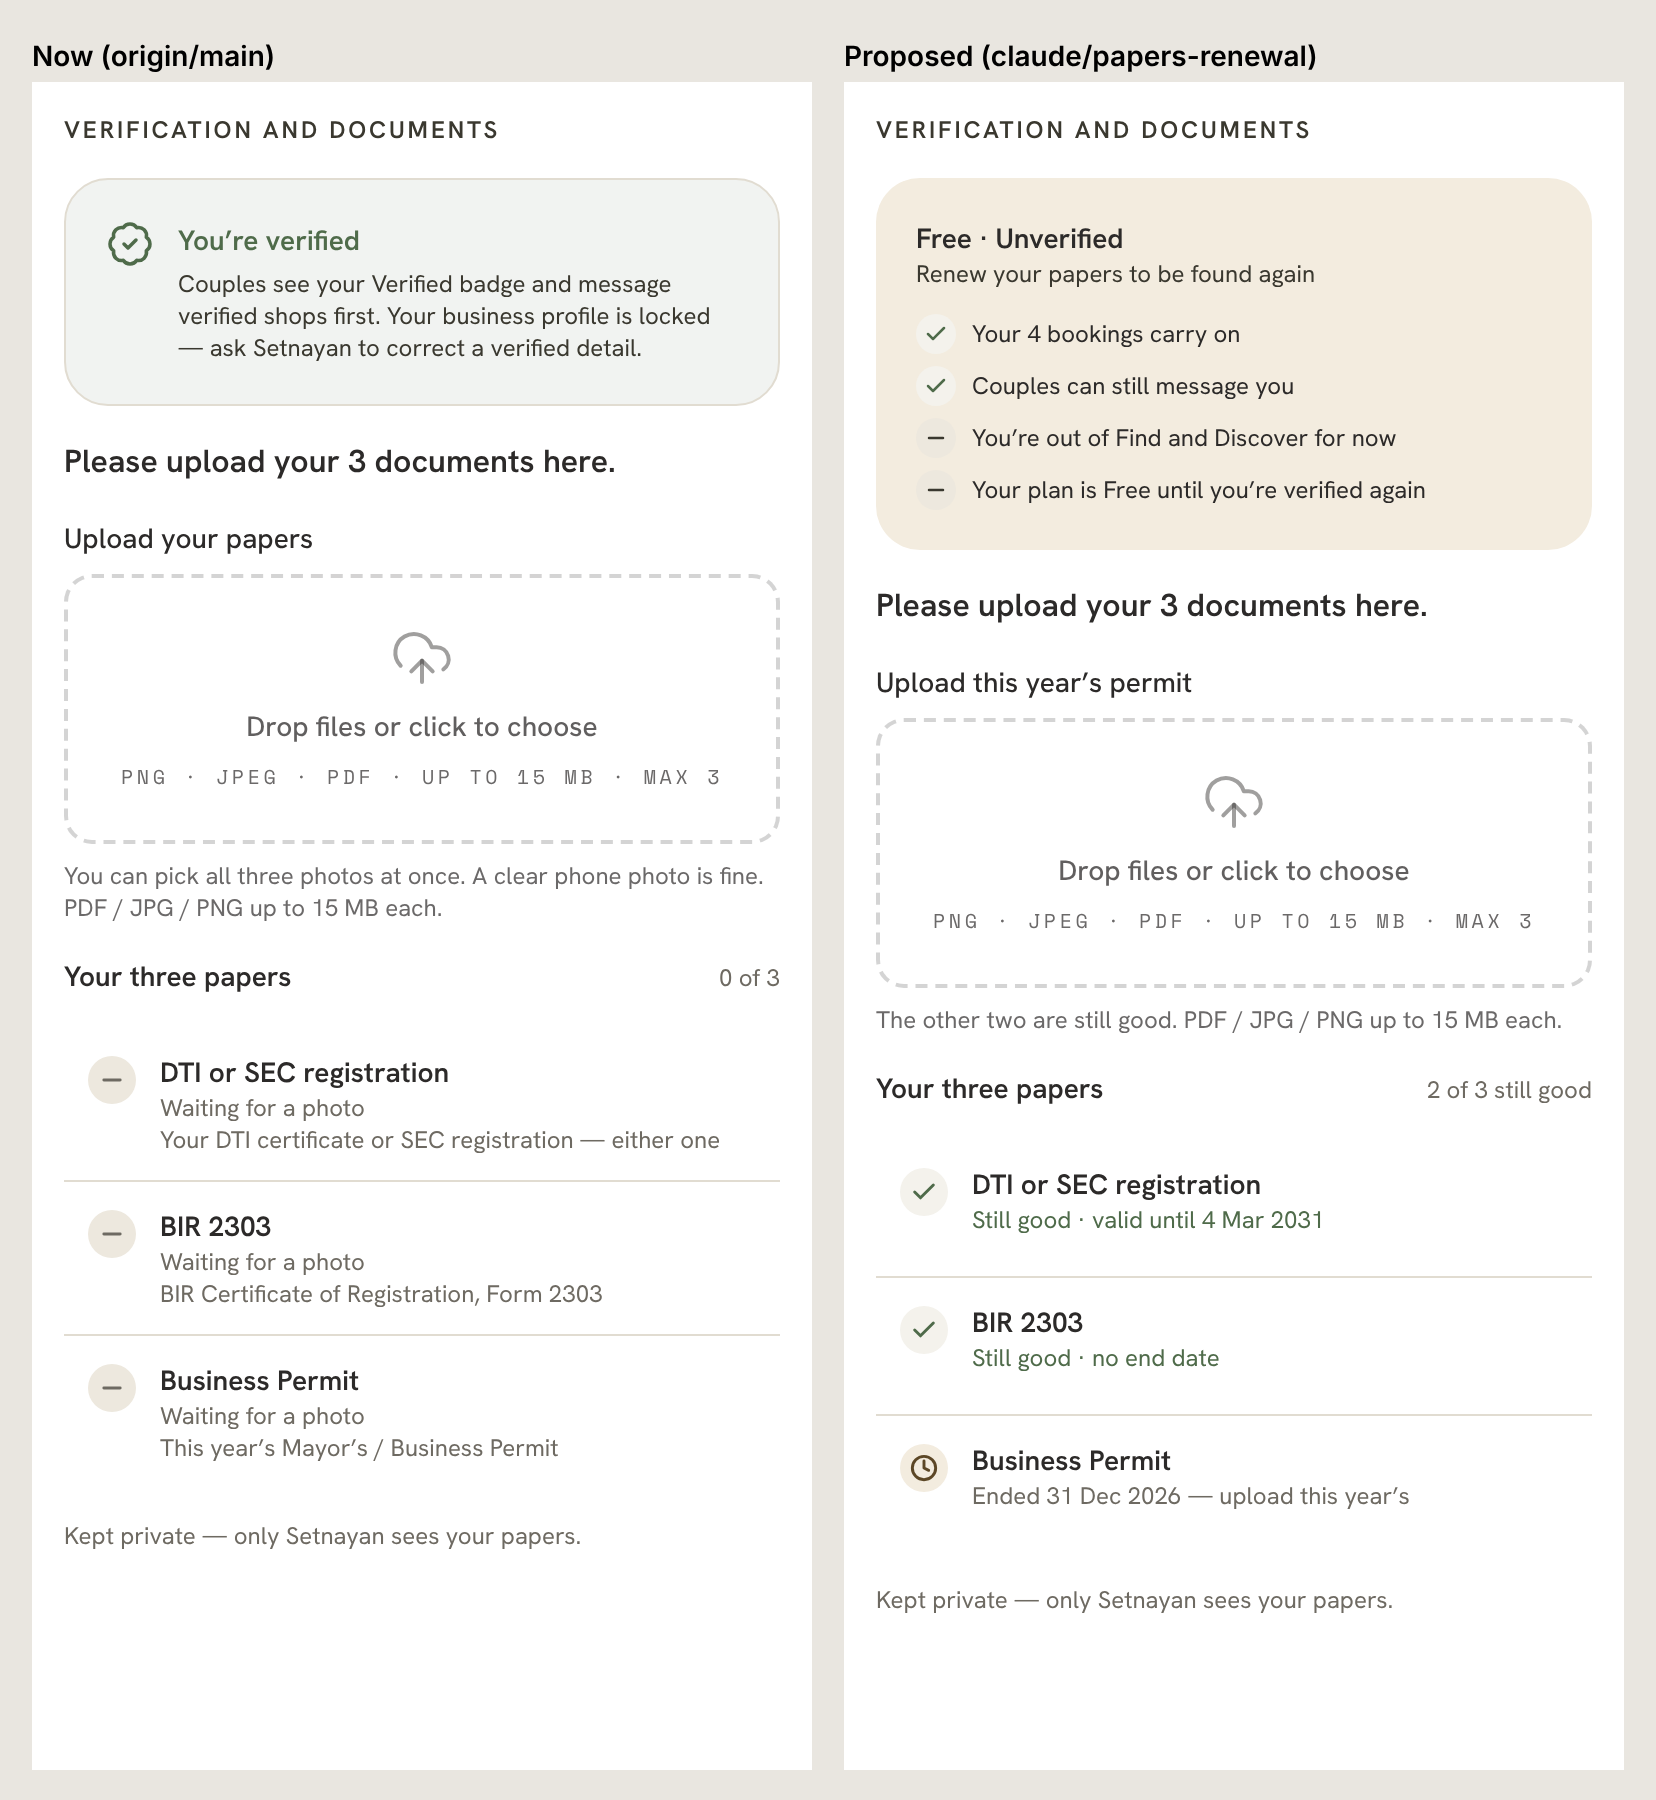 Now (origin/main)
VERIFICATION AND DOCUMENTS
You’re verified
Couples see your Verified badge and message
verified shops first. Your business profile is locked
— ask Setnayan to correct a verified detail.
Please upload your 3 documents here.
Upload your papers
Drop files or click to choose
PNG · JPEG · PDF · UP TO 15 MB · MAX 3
You can pick all three photos at once. A clear phone photo is fine.
PDF / JPG / PNG up to 15 MB each.
Your three papers
0 of 3
DTI or SEC registration
Waiting for a photo
Your DTI certificate or SEC registration — either one
BIR 2303
Waiting for a photo
BIR Certificate of Registration, Form 2303
Business Permit
Waiting for a photo
This year’s Mayor’s / Business Permit
Kept private — only Setnayan sees your papers.
Proposed (claude/papers-renewal)
VERIFICATION AND DOCUMENTS
Free · Unverified
Renew your papers to be found again
Your 4 bookings carry on
Couples can still message you
You’re out of Find and Discover for now
Your plan is Free until you’re verified again
Please upload your 3 documents here.
Upload this year’s permit
Drop files or click to choose
PNG · JPEG · PDF · UP TO 15 MB · MAX 3
The other two are still good. PDF / JPG / PNG up to 15 MB each.
Your three papers
2 of 3 still good
DTI or SEC registration
Still good · valid until 4 Mar 2031
BIR 2303
Still good · no end date
Business Permit
Ended 31 Dec 2026 — upload this year’s
Kept private — only Setnayan sees your papers.